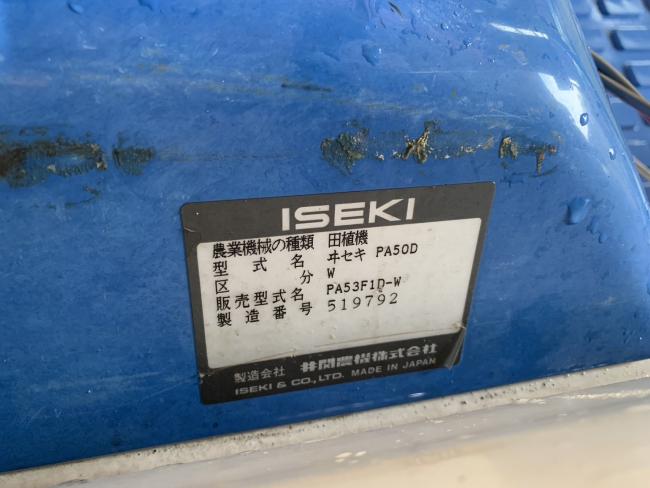 ISEKI
農業機械の種類 田植機
型式名 ヰセキ PA50D
区分 W
販売型式名 PA53F1D-W
製造番号 519792
製造会社 井関農機株式会社
ISEKI & CO., LTD. MADE IN JAPAN